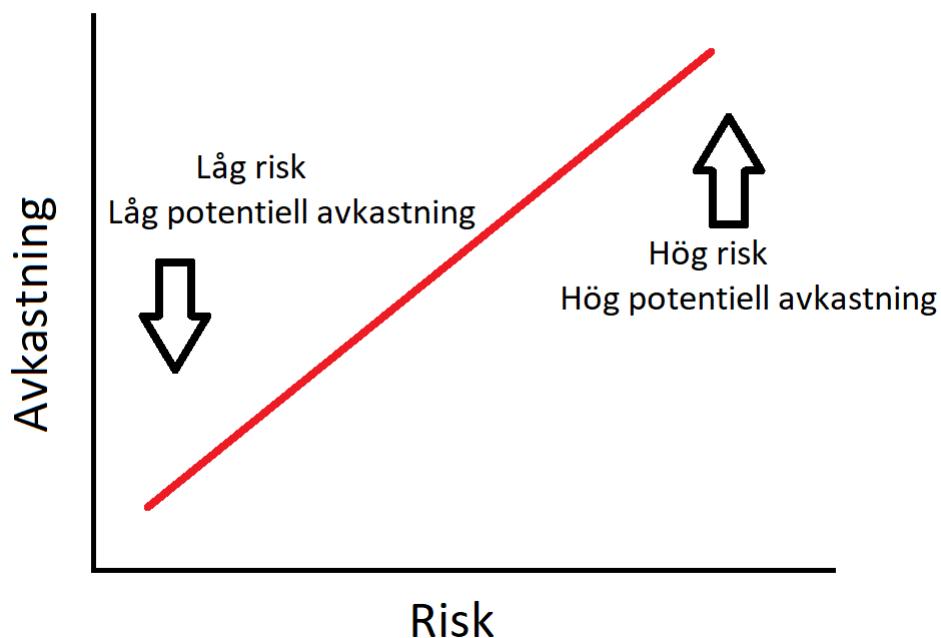 Låg risk
Låg potentiell avkastning
Hög risk
Hög potentiell avkastning
Avkastning
Risk